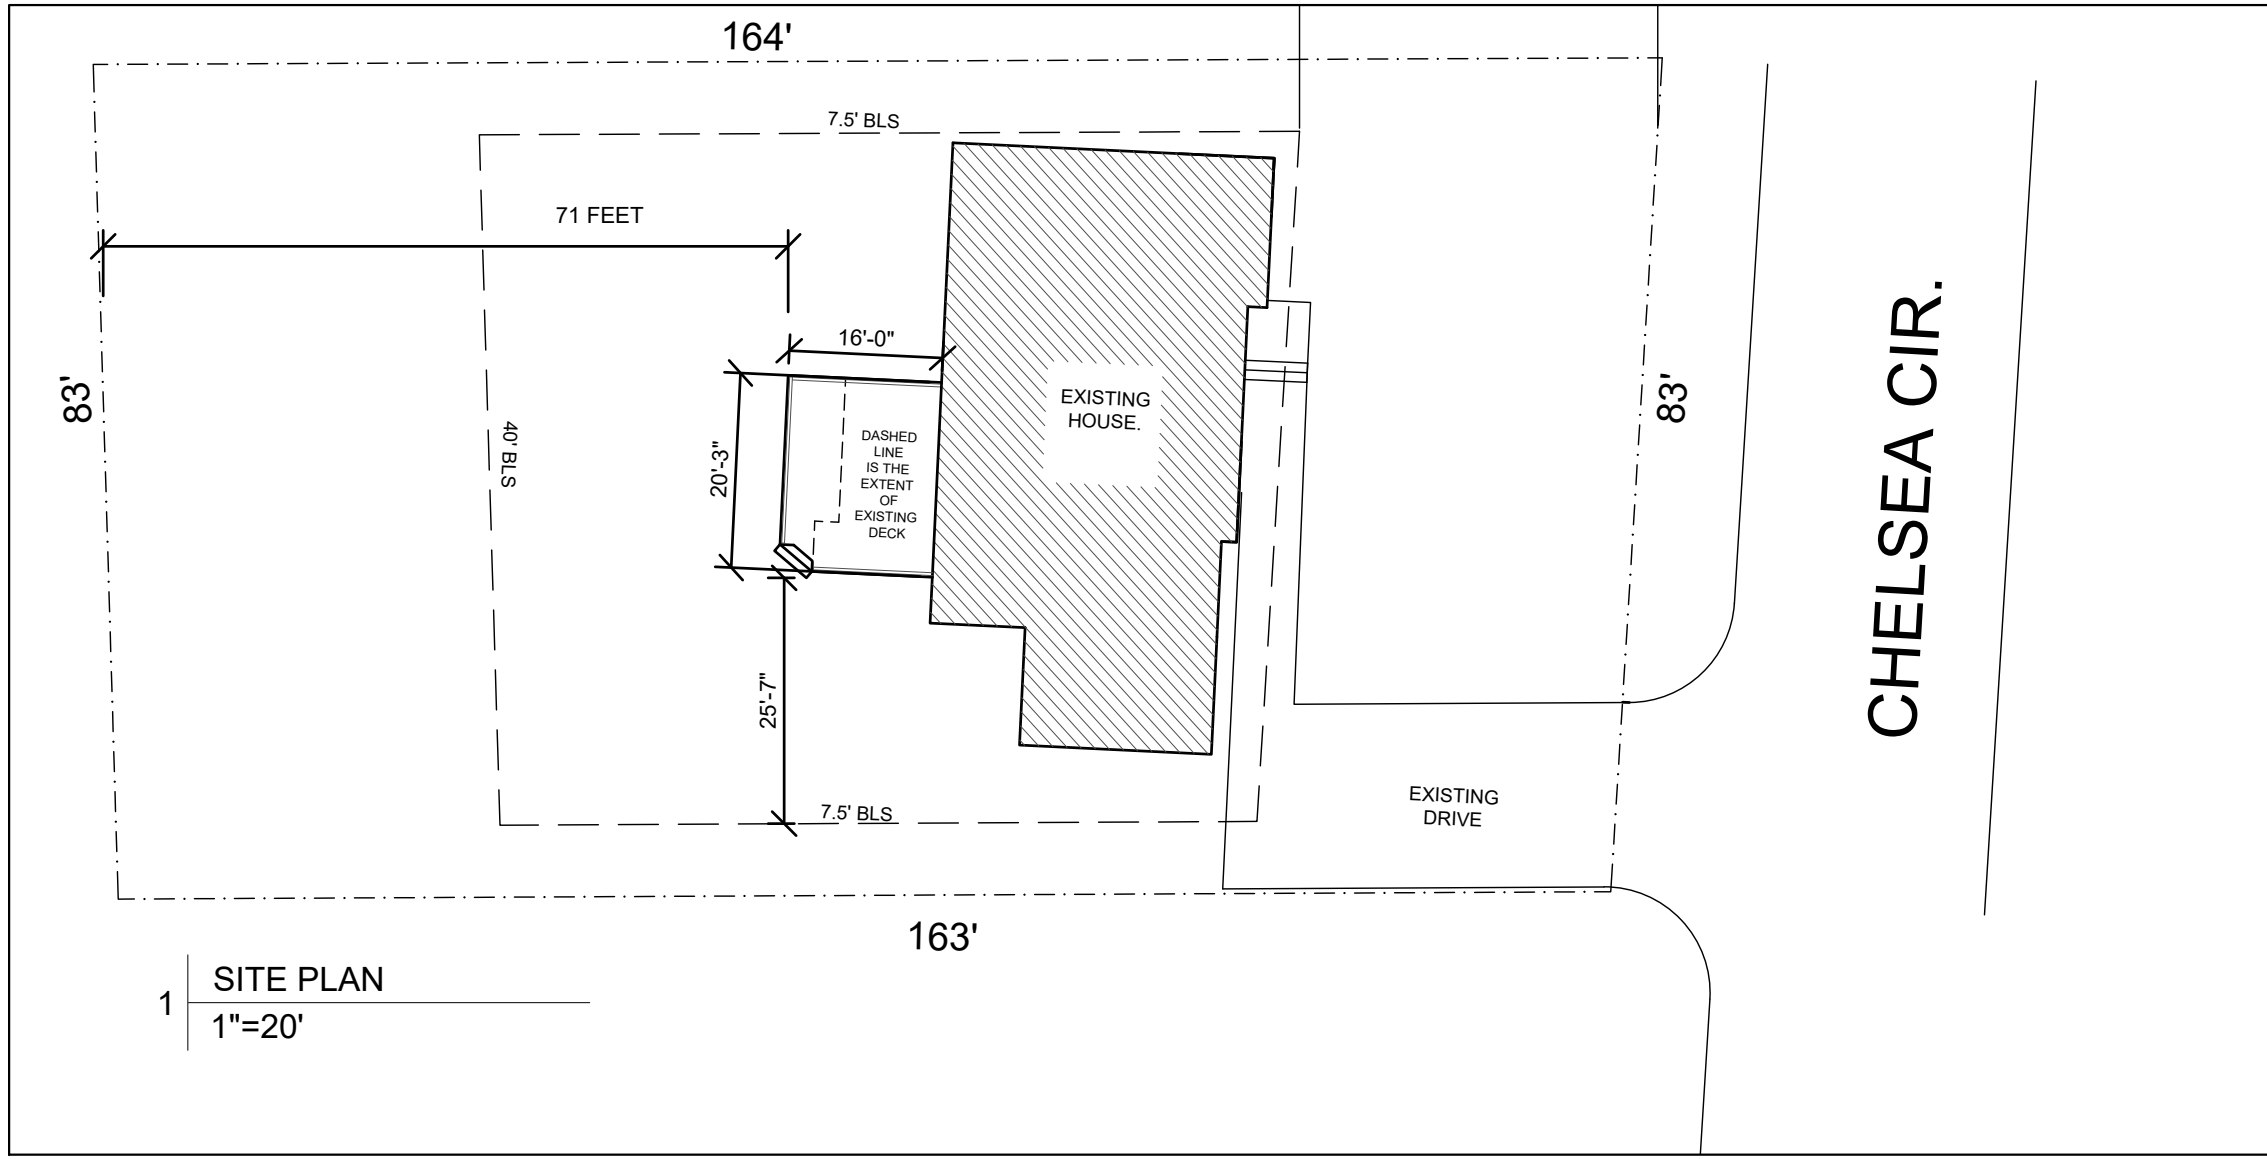 164'
7.5' BLS
71 FEET
16'-0"
83'
40' BLS
20'-3"
DASHED
LINE
IS THE
EXTENT
OF
EXISTING
DECK
EXISTING
HOUSE.
83'
CHELSEA CIR.
25'-7"
7.5' BLS
EXISTING
DRIVE
163'
1
SITE PLAN
1"=20'